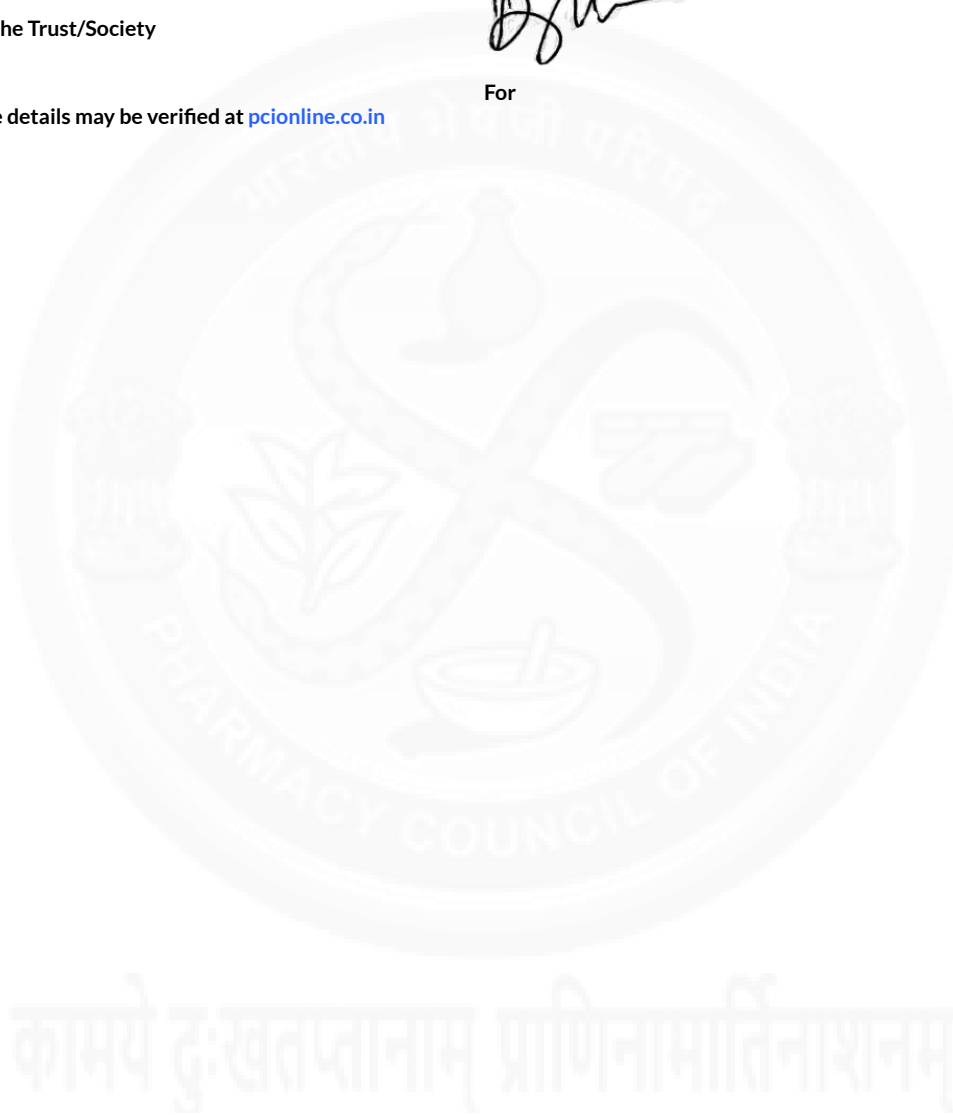 he Trust/Society
For
details may be verified at pcionline.co.in
भारतीय भेषजी परिषद
PHARMACY COUNCIL OF INDIA
कामये दुःखतप्तानाम् प्राणिनामार्तिनाशनम्